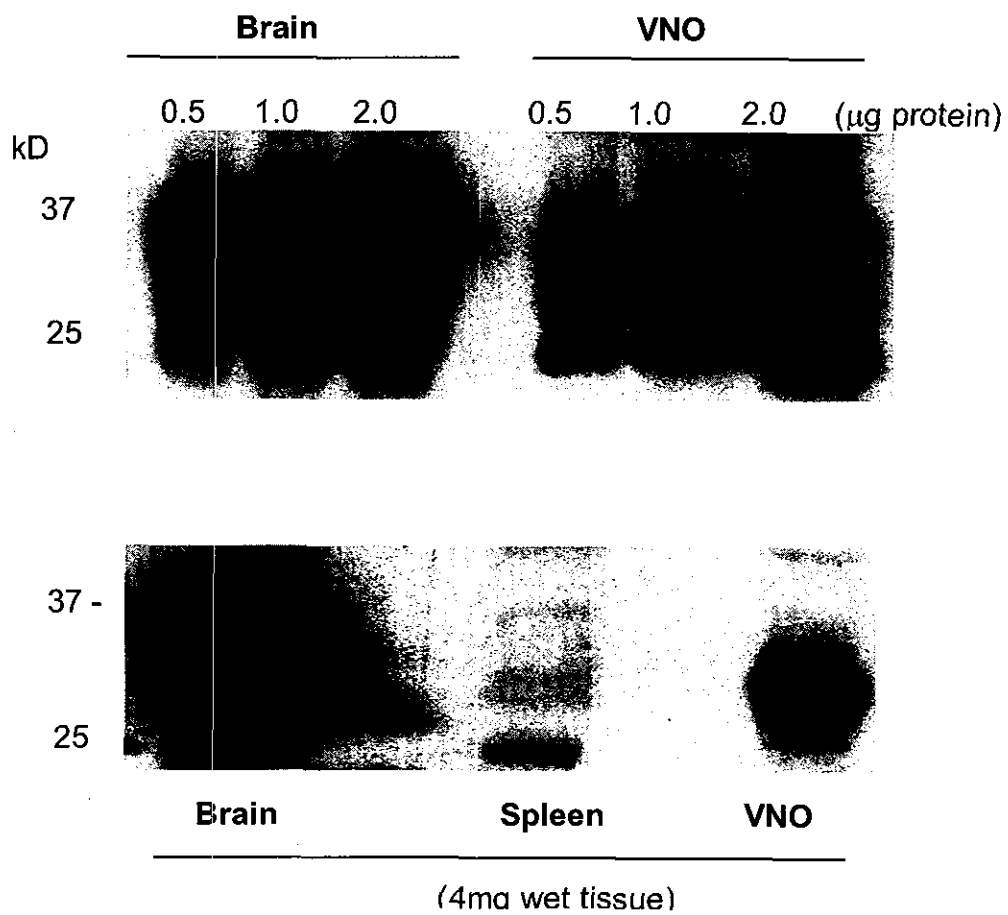 Brain VNO
0.5 1.0 2.0 0.5 1.0 2.0 (μg protein)
kD
37
25
37 -
25
Brain Spleen VNO
(4mg wet tissue)